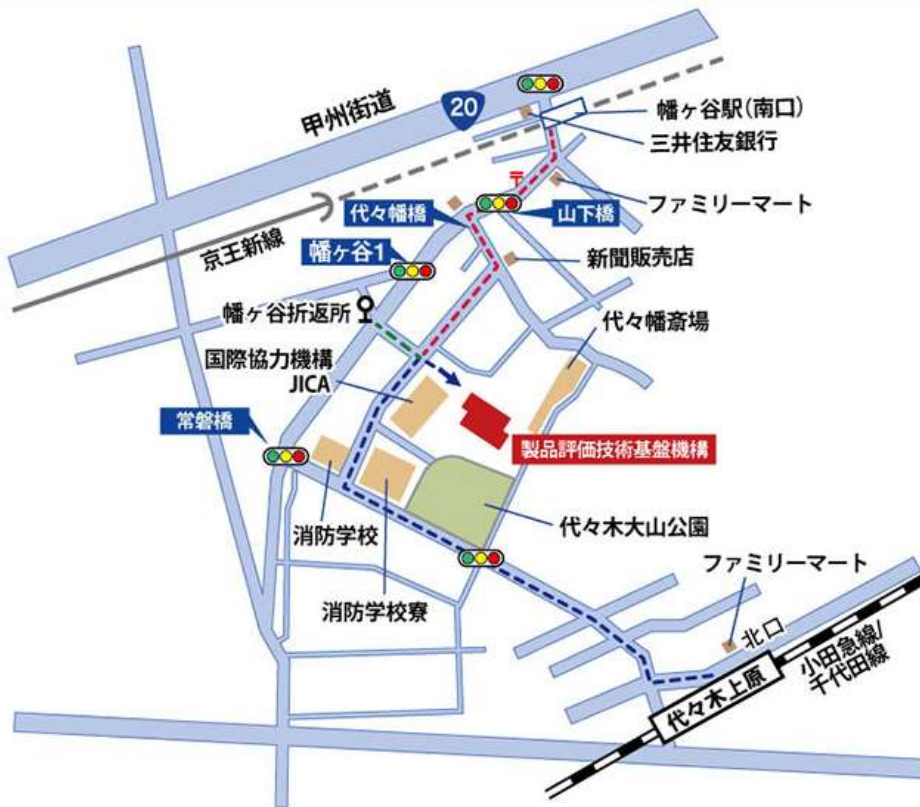 甲州街道
20
幡ヶ谷駅(南口)
三井住友銀行
〒
ファミリーマート
代々幡橋
山下橋
京王新線
幡ヶ谷1
新聞販売店
幡ヶ谷折返所
代々幡斎場
国際協力機構
JICA
常磐橋
製品評価技術基盤機構
消防学校
代々木大山公園
消防学校寮
ファミリーマート
北口
小田急線/
千代田線
代々木上原